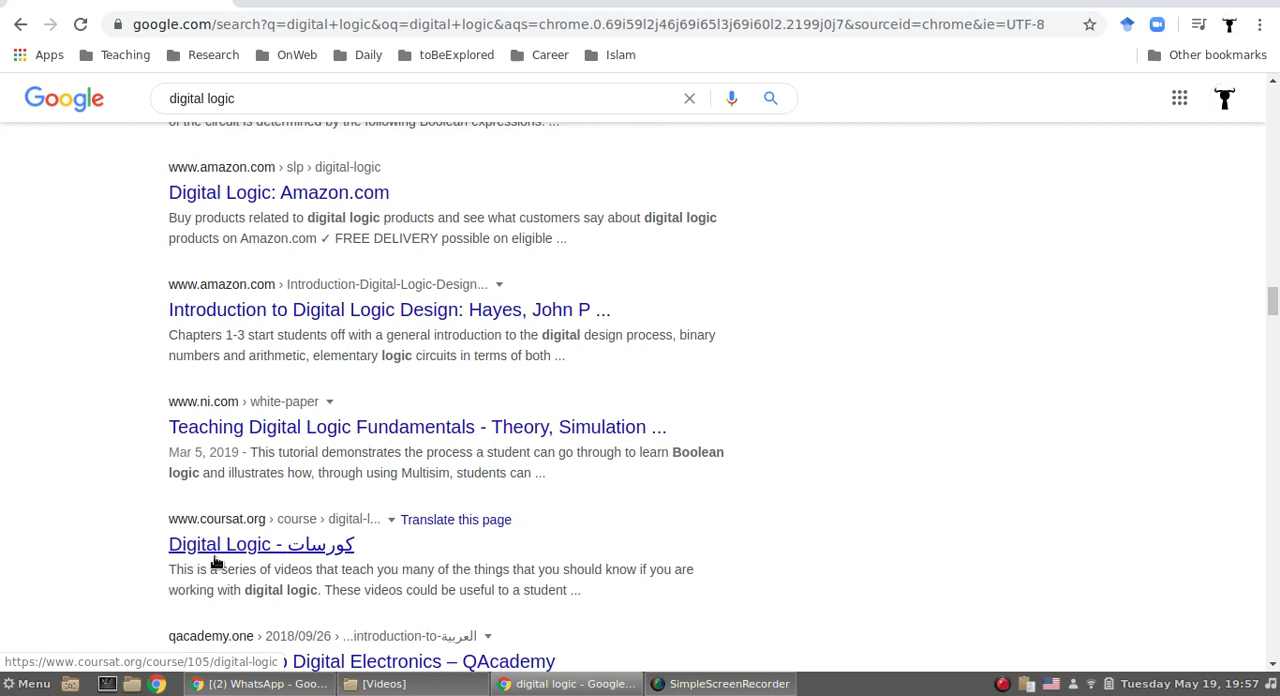 google.com/search?q=digital+logic&oq=digital+logic&aqs=chrome.0.69i59l2j46j69i65l3j69i60l2.2199j0j7&sourceid=chrome&ie=UTF-8
Apps Teaching Research OnWeb Daily toBeExplored Career Islam Other bookmarks
Google digital logic
of the circuit is determined by the following Boolean expressions. ...
www.amazon.com › slp › digital-logic
Digital Logic: Amazon.com
Buy products related to digital logic products and see what customers say about digital logic
products on Amazon.com ✓ FREE DELIVERY possible on eligible ...
www.amazon.com › Introduction-Digital-Logic-Design...
Introduction to Digital Logic Design: Hayes, John P ...
Chapters 1-3 start students off with a general introduction to the digital design process, binary
numbers and arithmetic, elementary logic circuits in terms of both ...
www.ni.com › white-paper
Teaching Digital Logic Fundamentals - Theory, Simulation ...
Mar 5, 2019 - This tutorial demonstrates the process a student can go through to learn Boolean
logic and illustrates how, through using Multisim, students can ...
www.coursat.org › course › digital-l... Translate this page
Digital Logic - كورسات
This is a series of videos that teach you many of the things that you should know if you are
working with digital logic. These videos could be useful to a student ...
qacademy.one › 2018/09/26 › ...introduction-to-العربية
Digital Electronics – QAcademy
https://www.coursat.org/course/105/digital-logic
Menu [(2) WhatsApp - Goo... [Videos] digital logic - Google... SimpleScreenRecorder Tuesday May 19, 19:57